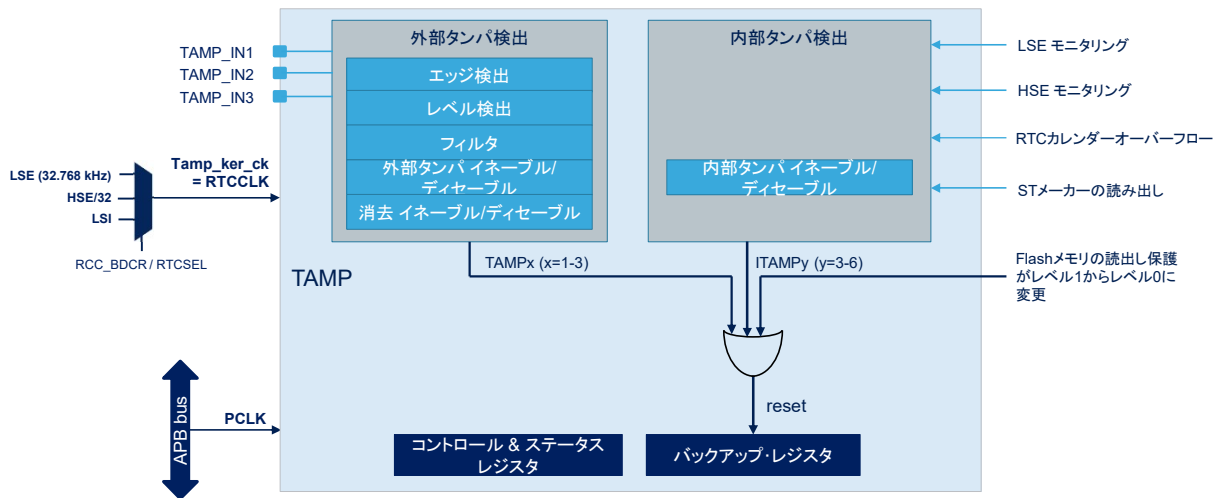 外部タンパ検出
エッジ検出
レベル検出
フィルタ
外部タンパ イネーブル/
ディセーブル
消去 イネーブル/ディセーブル
内部タンパ検出
内部タンパ イネーブル/
ディセーブル
TAMP_IN1
TAMP_IN2
TAMP_IN3
LSE モニタリング
HSE モニタリング
RTCカレンダーオーバーフロー
STメーカーの読み出し
Flashメモリの読出し保護
がレベル1からレベル0に
変更
LSE (32.768 kHz)
HSE/32
LSI
RCC_BDCR / RTCSEL
Tamp_ker_ck
= RTCCLK
TAMP
TAMPx (x=1-3)
ITAMPy (y=3-6)
reset
APB bus
PCLK
コントロール & ステータス
レジスタ
バックアップ・レジスタ